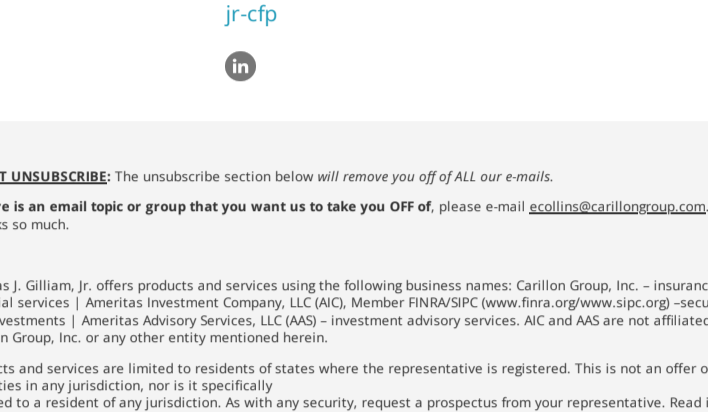 jr-cfp
in
T UNSUBSCRIBE: The unsubscribe section below will remove you off of ALL our e-mails.
e is an email topic or group that you want us to take you OFF of, please e-mail ecollins@carillongroup.com.
s so much.
s J. Gilliam, Jr. offers products and services using the following business names: Carillon Group, Inc. – insuranc
ial services | Ameritas Investment Company, LLC (AIC), Member FINRA/SIPC (www.finra.org/www.sipc.org) –secu
vestments | Ameritas Advisory Services, LLC (AAS) – investment advisory services. AIC and AAS are not affiliated
n Group, Inc. or any other entity mentioned herein.
cts and services are limited to residents of states where the representative is registered. This is not an offer o
ties in any jurisdiction, nor is it specifically
ed to a resident of any jurisdiction. As with any security, request a prospectus from your representative. Read i